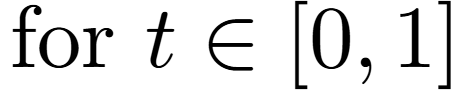 for t ∈ [0, 1]